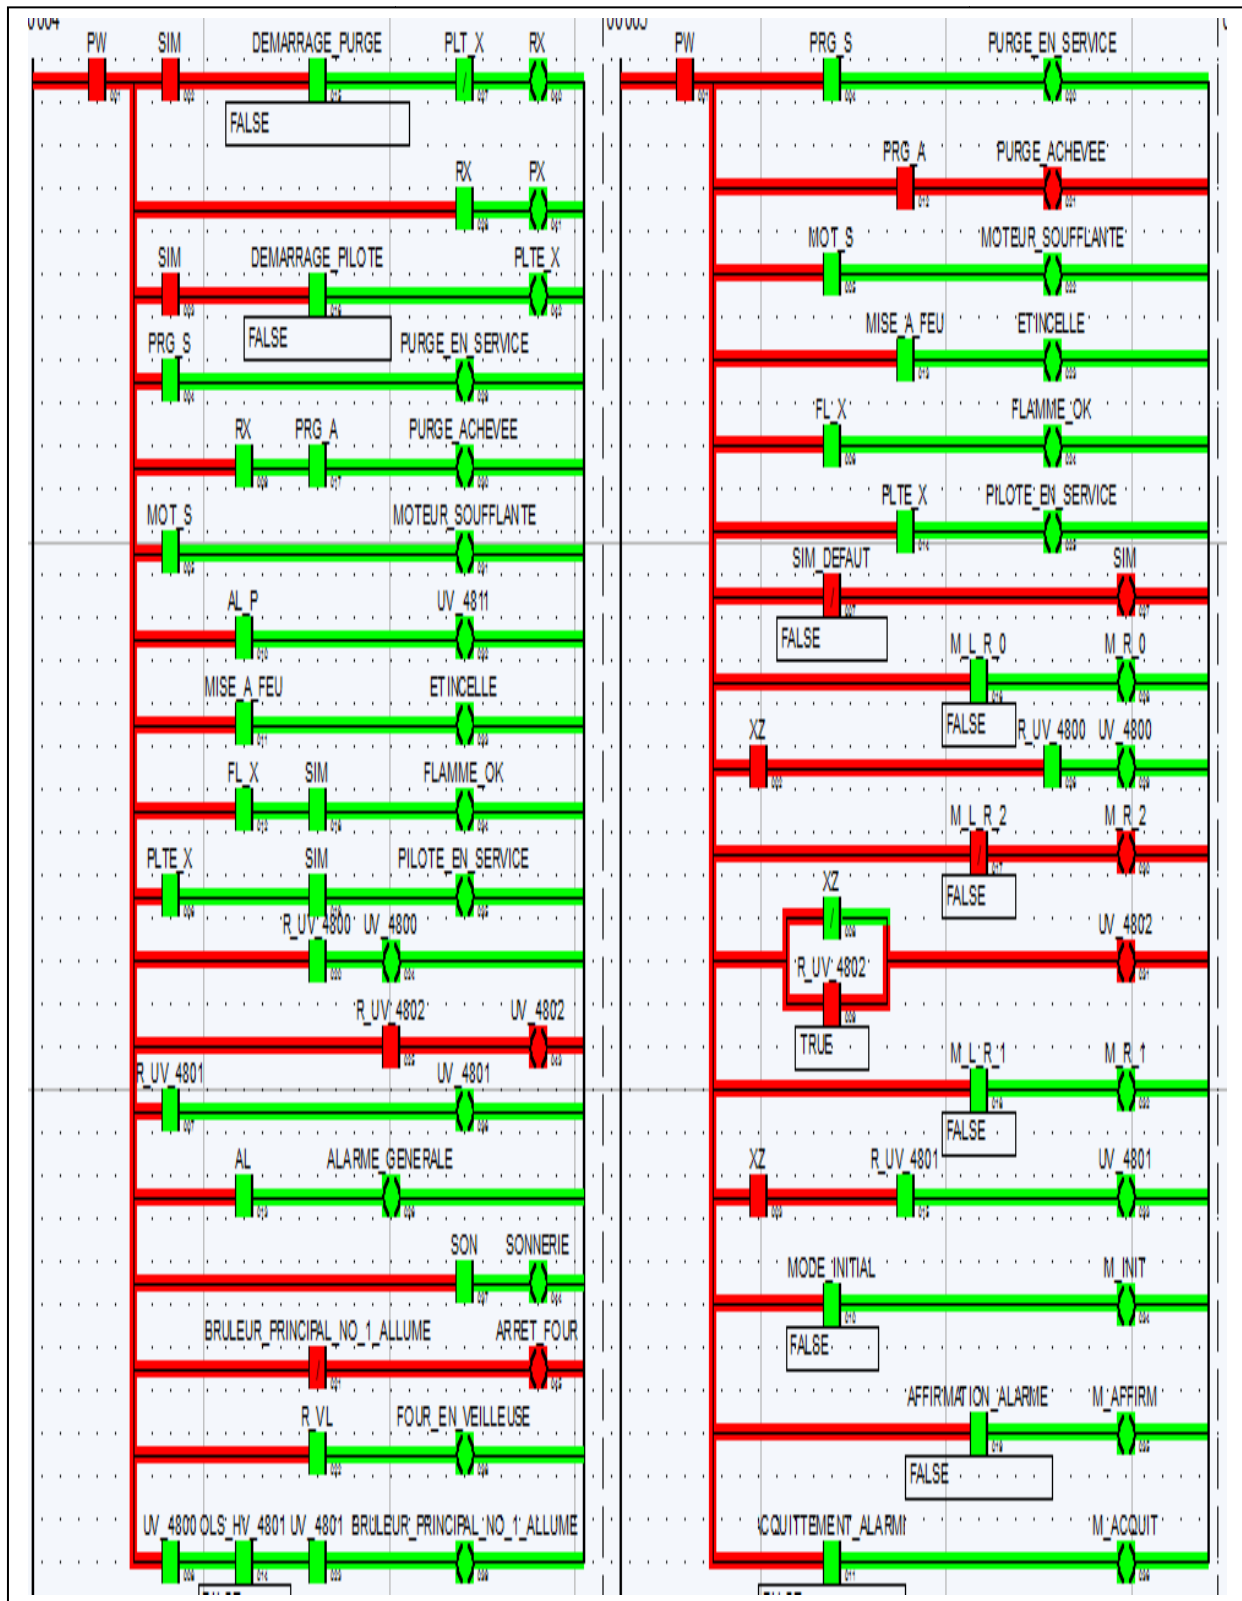 PW SIM DEMARRAGE_PURGE PLT_X RX
FALSE
RX PX
SIM DEMARRAGE_PILOTE PLTE_X
FALSE
PRG_S PURGE_EN_SERVICE
RX PRG_A PURGE_ACHEVEE
MOT_S MOTEUR_SOUFFLANTE
AL_P UV_4811
MISE_A_FEU ETINCELLE
FL_X SIM FLAMME_OK
PLTE_X SIM PILOTE_EN_SERVICE
R_UV_4800 UV_4800
R_UV_4802 UV_4802
R_UV_4801 UV_4801
AL ALARME_GENERALE
SON SONNERIE
BRULEUR_PRINCIPAL_NO_1_ALLUME ARRET_FOUR
R_VL FOUR_EN_VEILLEUSE
UV_4800 OLS_HV_4801 UV_4801 BRULEUR_PRINCIPAL_NO_1_ALLUME
PW PRG_S PURGE_EN_SERVICE
PRG_A PURGE_ACHEVEE
MOT_S MOTEUR_SOUFFLANTE
MISE_A_FEU ETINCELLE
FL_X FLAMME_OK
PLTE_X PILOTE_EN_SERVICE
SIM_DEFAUT SIM
FALSE
M_L_R_0 M_R_0
FALSE
XZ R_UV_4800 UV_4800
M_L_R_2 M_R_2
FALSE
XZ
UV_4802
R_UV_4802
TRUE
M_L_R_1 M_R_1
FALSE
XZ R_UV_4801 UV_4801
MODE_INITIAL M_INIT
FALSE
AFFIRMATION_ALARME M_AFFIRM
FALSE
CQUITTEMENT_ALARM M_ACQUIT